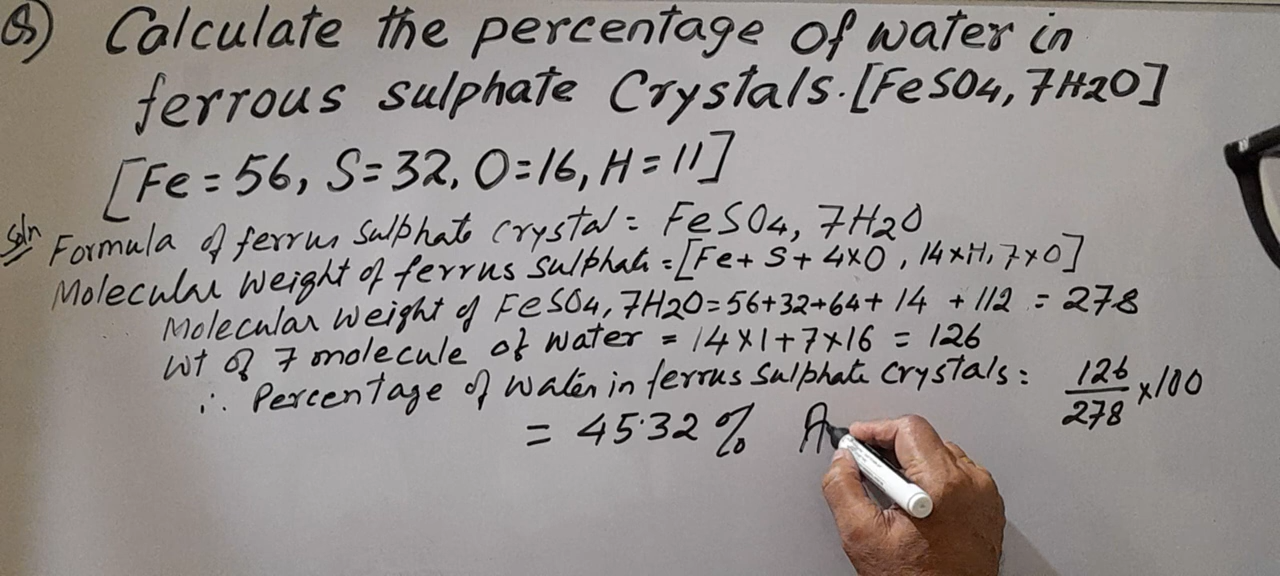 Q) Calculate the percentage of water in
ferrous sulphate Crystals. [FeSO4, 7H2O]
[Fe = 56, S = 32, O = 16, H = 11]
Soln Formula of ferrus sulphate crystal = FeSO4, 7H2O
Molecular weight of ferrus sulphate = [Fe + S + 4×O, 14×H, 7×O]
Molecular weight of FeSO4, 7H2O = 56+32+64+ 14 + 112 = 278
wt of 7 molecule of water = 14×1+7×16 = 126
∴ Percentage of water in ferrus sulphate crystals = 126/278 ×100
= 45.32 % A